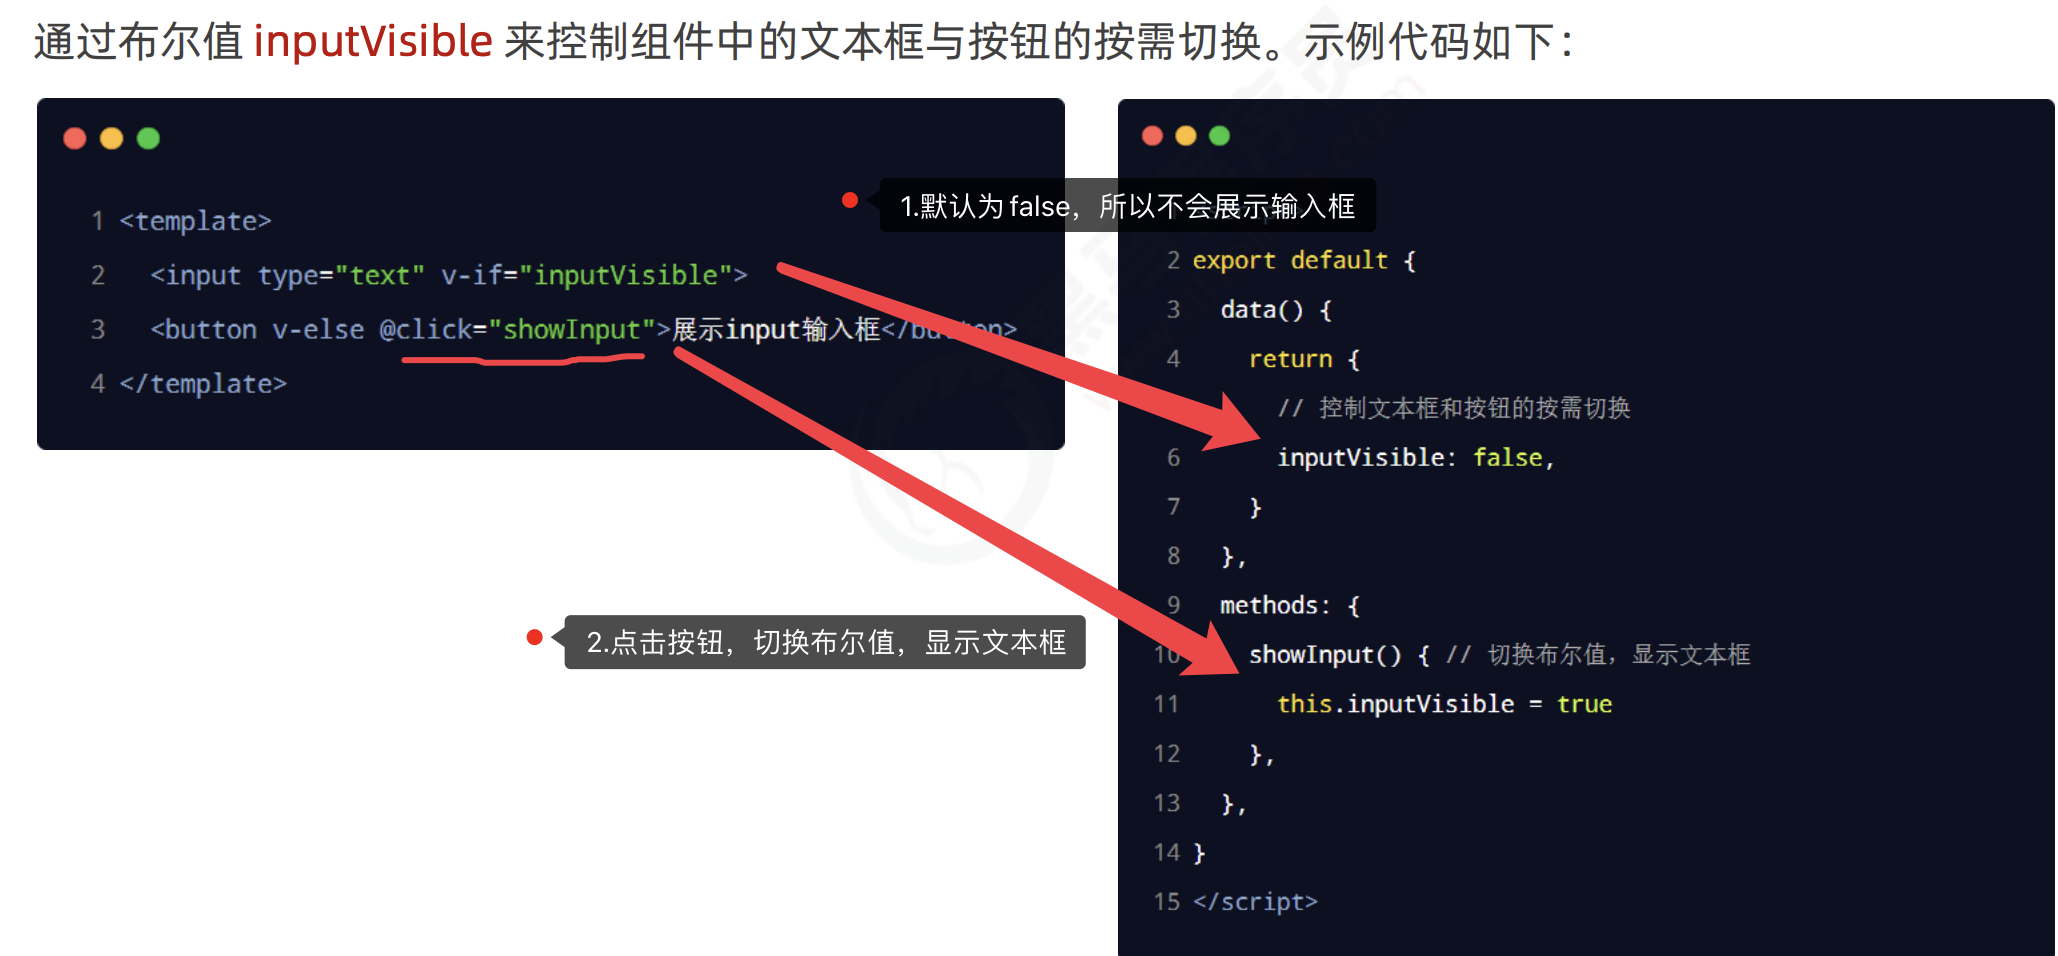 通过布尔值 inputVisible 来控制组件中的文本框与按钮的按需切换。示例代码如下：
1 <template>
2 <input type="text" v-if="inputVisible">
3 <button v-else @click="showInput">展示input输入框</button>
4 </template>
1.默认为 false，所以不会展示输入框
2 export default {
3 data() {
4 return {
// 控制文本框和按钮的按需切换
6 inputVisible: false,
7 }
8 },
9 methods: {
10 showInput() { // 切换布尔值，显示文本框
11 this.inputVisible = true
12 },
13 },
14 }
15 </script>
2.点击按钮，切换布尔值，显示文本框